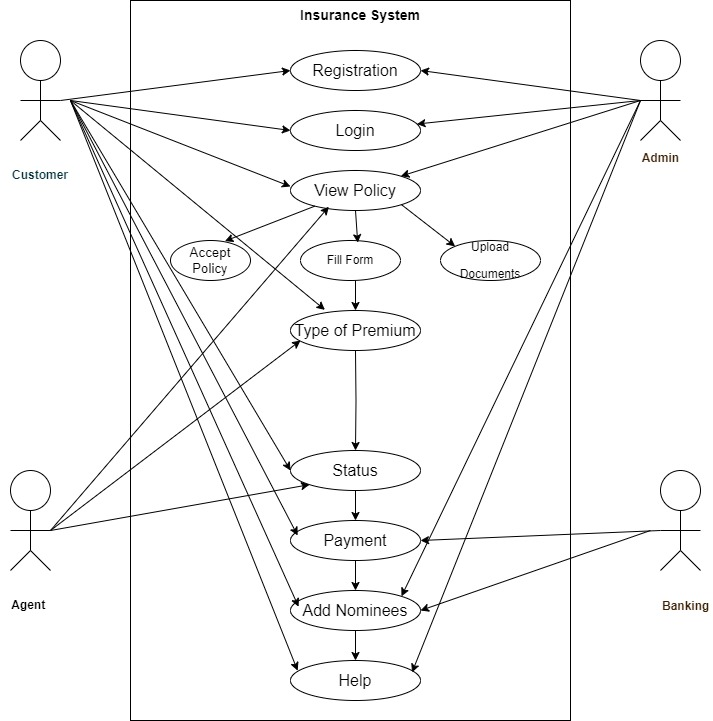 Insurance System
Registration
Login
Customer
Admin
View Policy
Accept
Policy
Fill Form
Upload
Documents
Type of Premium
Status
Payment
Agent
Banking
Add Nominees
Help